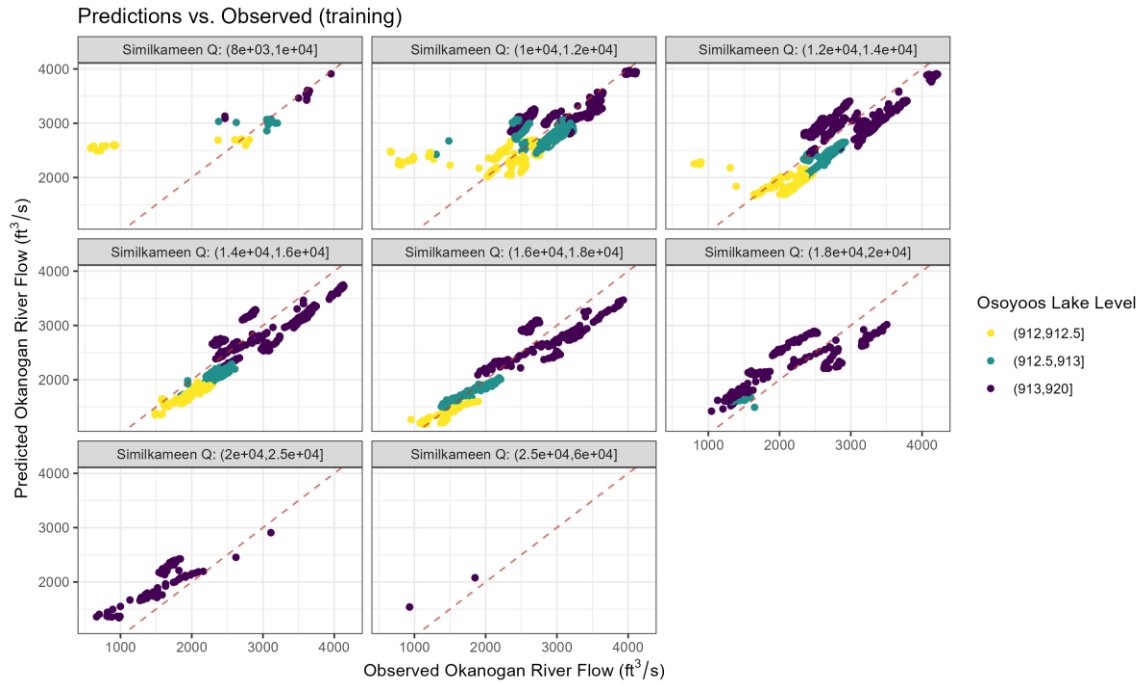 Predictions vs. Observed (training)
Similkameen Q: (8e+03,1e+04]
Similkameen Q: (1e+04,1.2e+04]
Similkameen Q: (1.2e+04,1.4e+04]
4000
3000
2000
Similkameen Q: (1.4e+04,1.6e+04]
Similkameen Q: (1.6e+04,1.8e+04]
Similkameen Q: (1.8e+04,2e+04]
4000
3000
2000
1000 2000 3000 4000
Similkameen Q: (2e+04,2.5e+04]
Similkameen Q: (2.5e+04,6e+04]
4000
3000
2000
1000 2000 3000 4000
1000 2000 3000 4000
Predicted Okanogan River Flow (ft³/s)
Observed Okanogan River Flow (ft³/s)
Osoyoos Lake Level
(912,912.5]
(912.5,913]
(913,920]